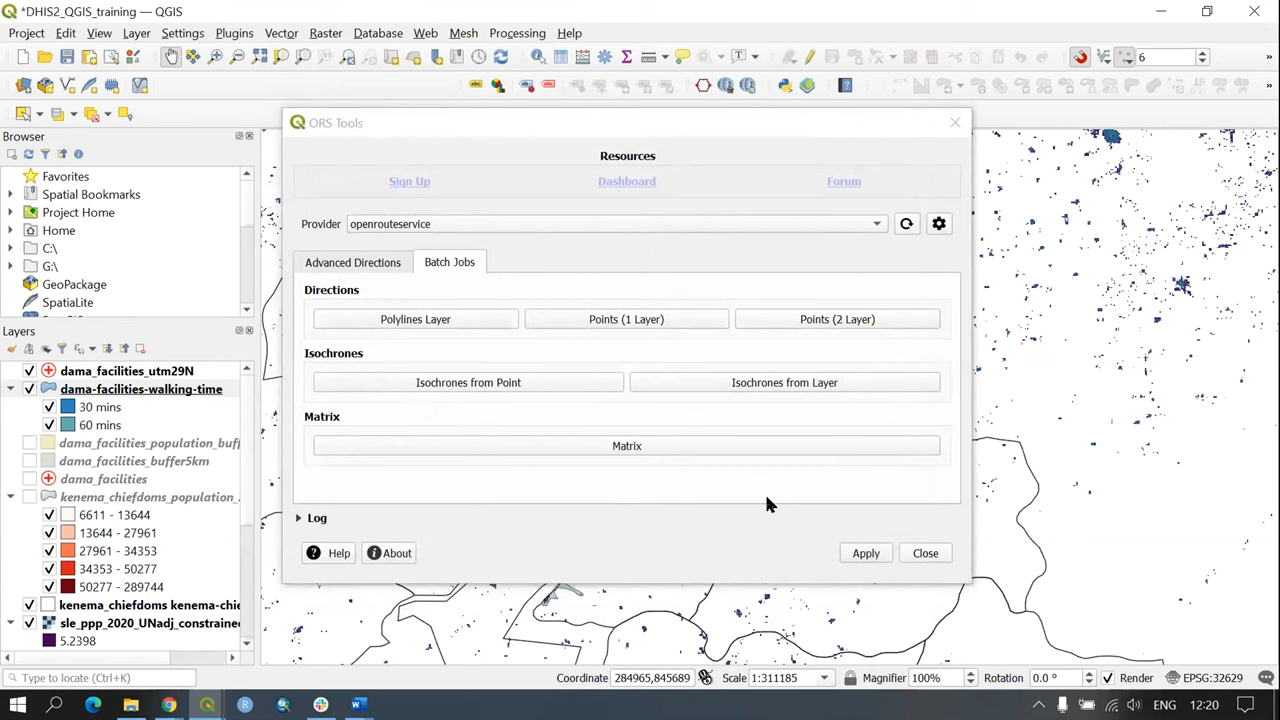 *DHIS2_QGIS_training — QGIS
Project Edit View Layer Settings Plugins Vector Raster Database Web Mesh Processing Help
6
Browser
Favorites
Spatial Bookmarks
Project Home
Home
C:\
G:\
GeoPackage
SpatiaLite
Layers
dama_facilities_utm29N
dama-facilities-walking-time
30 mins
60 mins
dama_facilities_population_buff
dama_facilities_buffer5km
dama_facilities
kenema_chiefdoms_population_
6611 - 13644
13644 - 27961
27961 - 34353
34353 - 50277
50277 - 289744
kenema_chiefdoms kenema-chie
sle_ppp_2020_UNadj_constrained
5.2398
ORS Tools
Resources
Sign Up Dashboard Forum
Provider openrouteservice
Advanced Directions Batch Jobs
Directions
Polylines Layer Points (1 Layer) Points (2 Layer)
Isochrones
Isochrones from Point Isochrones from Layer
Matrix
Matrix
Log
Help About Apply Close
Type to locate (Ctrl+K) Coordinate 284965,845689 Scale 1:311185 Magnifier 100% Rotation 0.0 ° Render EPSG:32629
ENG 12:20